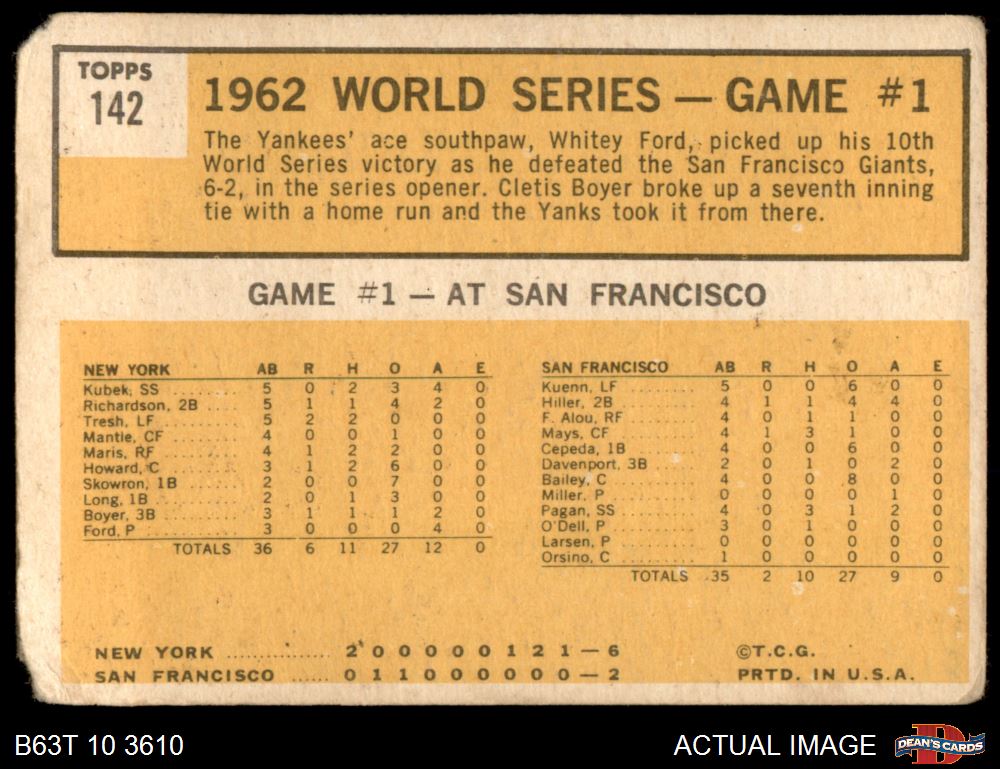 TOPPS
142
1962 WORLD SERIES — GAME #1
The Yankees' ace southpaw, Whitey Ford, picked up his 10th
World Series victory as he defeated the San Francisco Giants,
6-2, in the series opener. Cletis Boyer broke up a seventh inning
tie with a home run and the Yanks took it from there.
GAME #1 — AT SAN FRANCISCO
NEW YORK AB R H O A E
Kubek, SS ........ 5 0 2 3 4 0
Richardson, 2B .... 5 1 1 4 2 0
Tresh, LF ........ 5 2 2 0 0 0
Mantle, CF ....... 4 0 0 1 0 0
Maris, RF ........ 4 1 2 2 0 0
Howard, C ........ 3 1 2 6 0 0
Skowron, 1B ...... 2 0 0 7 0 0
Long, 1B ......... 2 0 1 3 0 0
Boyer, 3B ........ 3 1 1 1 2 0
Ford, P .......... 3 0 0 0 4 0
TOTALS 36 6 11 27 12 0
SAN FRANCISCO AB R H O A E
Kuenn, LF ........ 5 0 0 6 0 0
Hiller, 2B ....... 4 1 1 4 4 0
F. Alou, RF ...... 4 0 1 1 0 0
Mays, CF ......... 4 1 3 1 0 0
Cepeda, 1B ....... 4 0 0 6 0 0
Davenport, 3B .... 2 0 1 0 2 0
Bailey, C ........ 4 0 0 8 0 0
Miller, P ........ 0 0 0 0 1 0
Pagan, SS ........ 4 0 3 1 2 0
O'Dell, P ........ 3 0 1 0 0 0
Larsen, P ........ 0 0 0 0 0 0
Orsino, C ........ 1 0 0 0 0 0
TOTALS 35 2 10 27 9 0
NEW YORK .............. 2 0 0 0 0 0 1 2 1 — 6
SAN FRANCISCO ...... 0 1 1 0 0 0 0 0 0 — 2
©T.C.G.
PRTD. IN U.S.A.
B63T 10 3610
ACTUAL IMAGE
DEAN'S CARDS